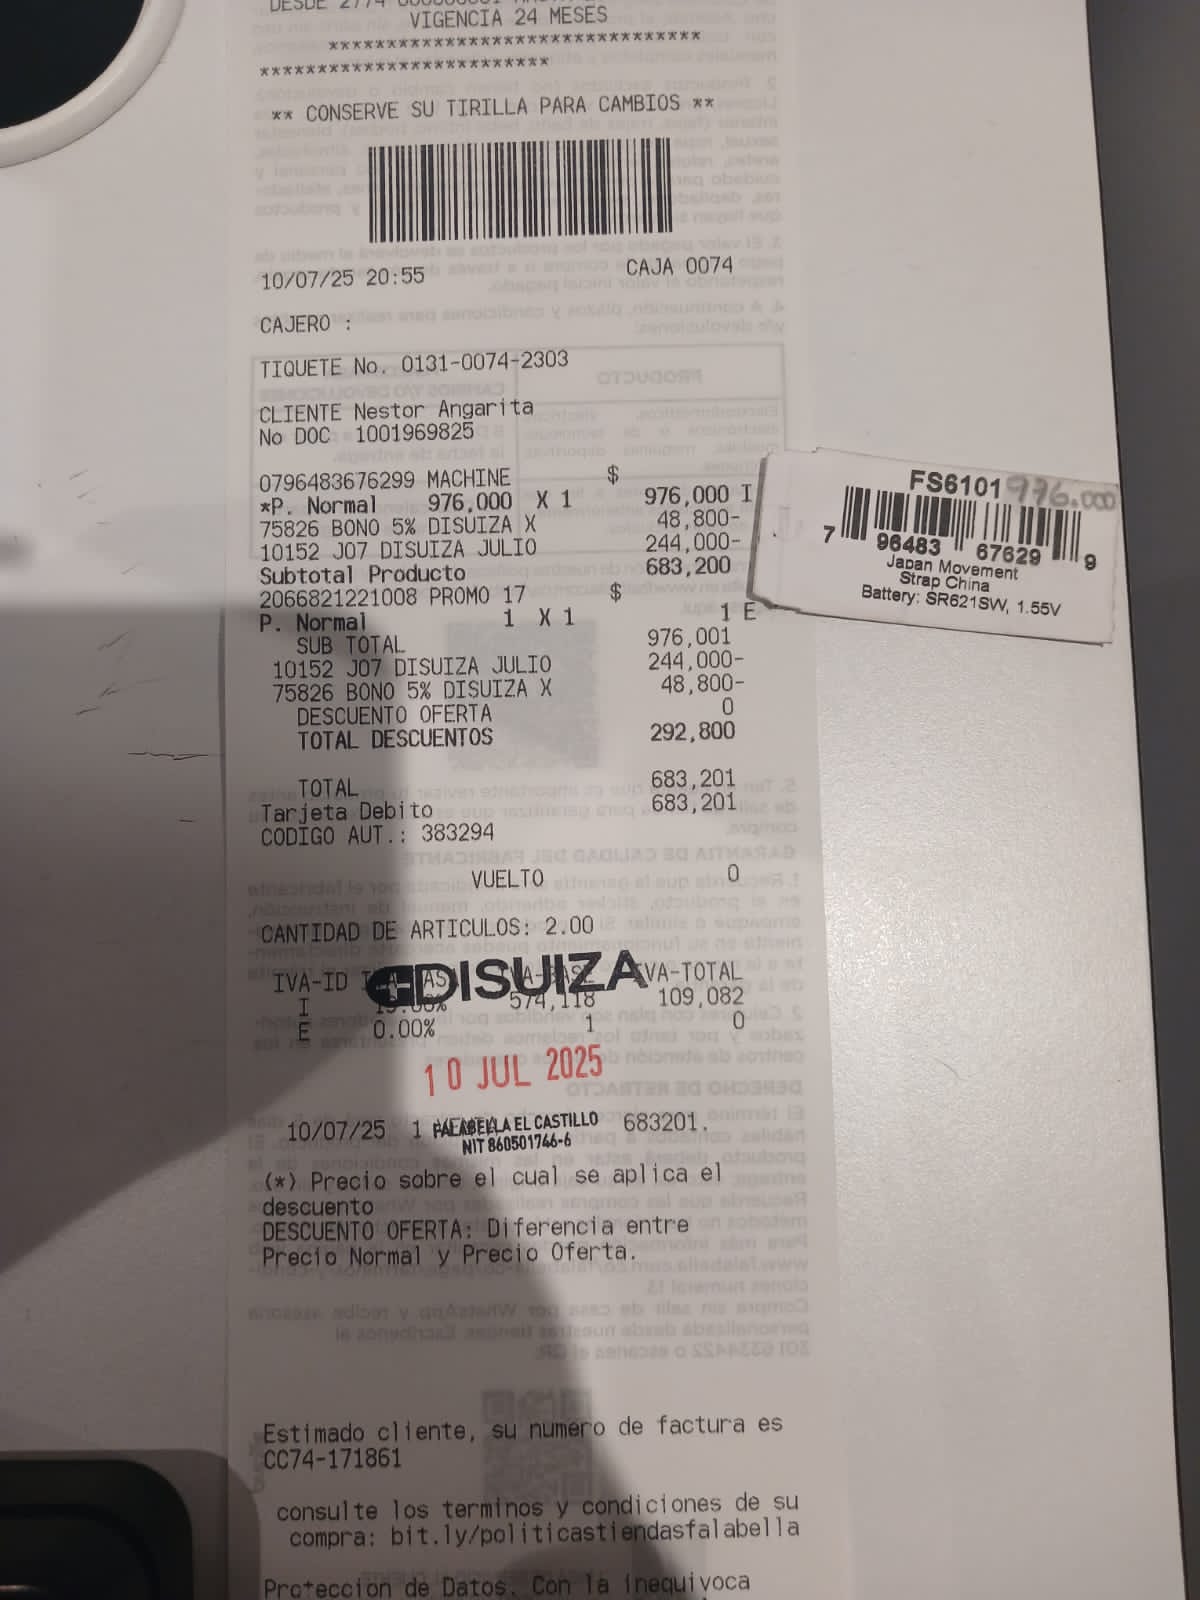 VIGENCIA 24 MESES
********************************
*************************
** CONSERVE SU TIRILLA PARA CAMBIOS **
10/07/25 20:55 CAJA 0074
CAJERO :
TIQUETE No. 0131-0074-2303
CLIENTE Nestor Angarita
No DOC 1001969825
0796483676299 MACHINE $
*P. Normal 976,000 X 1 976,000 I
75826 BONO 5% DISUIZA X 48,800-
10152 JO7 DISUIZA JULIO 244,000-
Subtotal Producto 683,200
2066821221008 PROMO 17 $
P. Normal 1 X 1 1 E
SUB TOTAL 976,001
10152 JO7 DISUIZA JULIO 244,000-
75826 BONO 5% DISUIZA X 48,800-
DESCUENTO OFERTA 0
TOTAL DESCUENTOS 292,800
TOTAL 683,201
Tarjeta Debito 683,201
CODIGO AUT.: 383294
VUELTO 0
CANTIDAD DE ARTICULOS: 2.00
IVA-ID IVA-TOTAL
DISUIZA
I 574,118 109,082
E 0.00% 1 0
10 JUL 2025
10/07/25 1 683201.
FALABELLA EL CASTILLO
NIT 860501746-6
(*) Precio sobre el cual se aplica el
descuento
DESCUENTO OFERTA: Diferencia entre
Precio Normal y Precio Oferta.
Estimado cliente, su numero de factura es
CC74-171861
consulte los terminos y condiciones de su
compra: bit.ly/politicastiendasfalabella
Proteccion de Datos. Con la inequivoca
FS6101 976.000
7 96483 67629 9
Japan Movement
Strap China
Battery: SR621SW, 1.55V